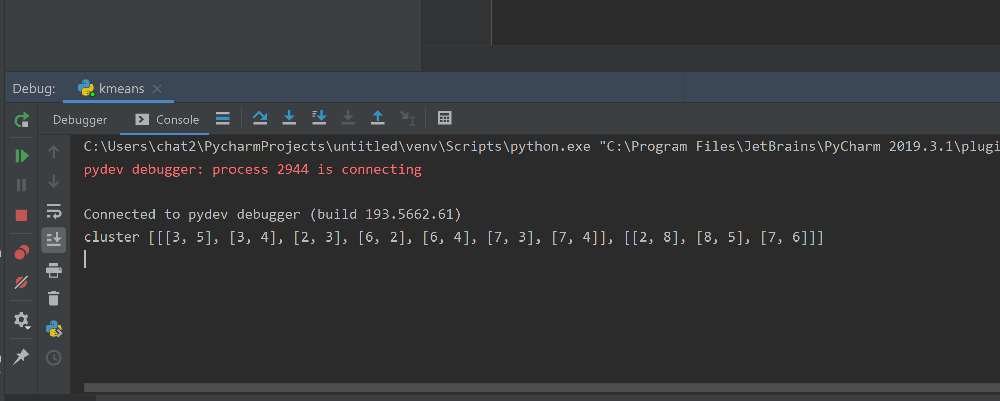 Debug: kmeans
Debugger Console
C:\Users\chat2\PycharmProjects\untitled\venv\Scripts\python.exe "C:\Program Files\JetBrains\PyCharm 2019.3.1\plugi
pydev debugger: process 2944 is connecting
Connected to pydev debugger (build 193.5662.61)
cluster [[[3, 5], [3, 4], [2, 3], [6, 2], [6, 4], [7, 3], [7, 4]], [[2, 8], [8, 5], [7, 6]]]